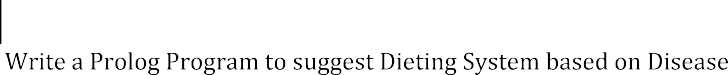 Write a Prolog Program to suggest Dieting System based on Disease